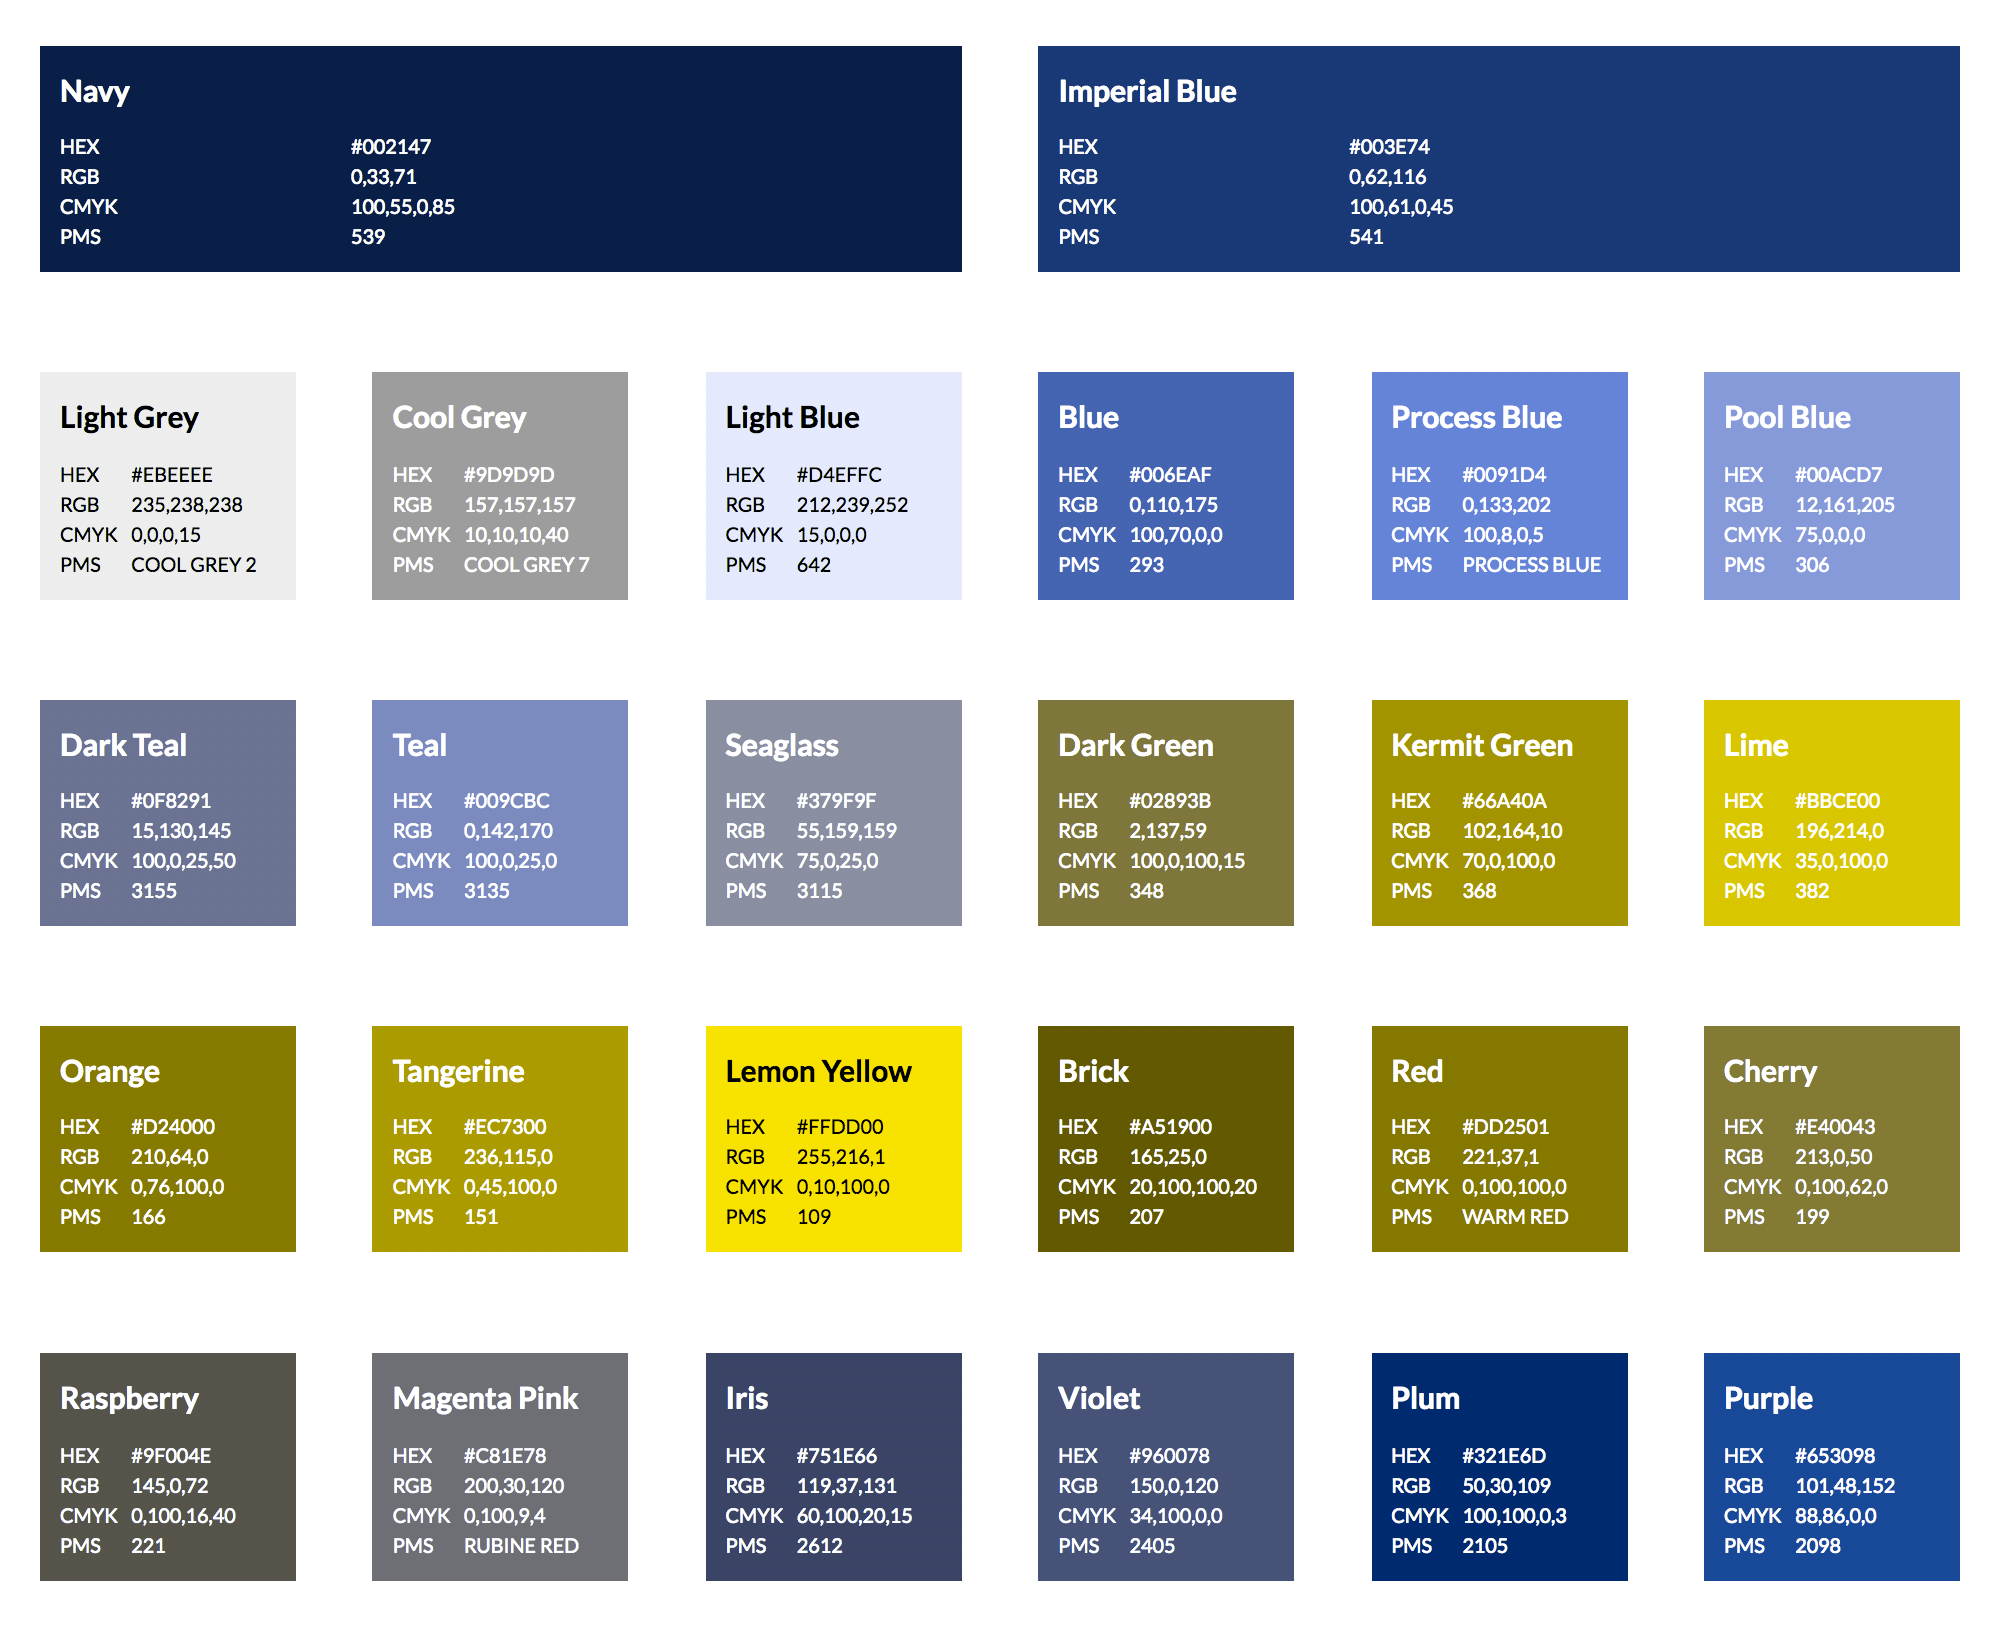 Navy
HEX #002147
RGB 0,33,71
CMYK 100,55,0,85
PMS 539
Imperial Blue
HEX #003E74
RGB 0,62,116
CMYK 100,61,0,45
PMS 541
Light Grey
HEX #EBEEEE
RGB 235,238,238
CMYK 0,0,0,15
PMS COOL GREY 2
Cool Grey
HEX #9D9D9D
RGB 157,157,157
CMYK 10,10,10,40
PMS COOL GREY 7
Light Blue
HEX #D4EFFC
RGB 212,239,252
CMYK 15,0,0,0
PMS 642
Blue
HEX #006EAF
RGB 0,110,175
CMYK 100,70,0,0
PMS 293
Process Blue
HEX #0091D4
RGB 0,133,202
CMYK 100,8,0,5
PMS PROCESS BLUE
Pool Blue
HEX #00ACD7
RGB 12,161,205
CMYK 75,0,0,0
PMS 306
Dark Teal
HEX #0F8291
RGB 15,130,145
CMYK 100,0,25,50
PMS 3155
Teal
HEX #009CBC
RGB 0,142,170
CMYK 100,0,25,0
PMS 3135
Seaglass
HEX #379F9F
RGB 55,159,159
CMYK 75,0,25,0
PMS 3115
Dark Green
HEX #02893B
RGB 2,137,59
CMYK 100,0,100,15
PMS 348
Kermit Green
HEX #66A40A
RGB 102,164,10
CMYK 70,0,100,0
PMS 368
Lime
HEX #BBCE00
RGB 196,214,0
CMYK 35,0,100,0
PMS 382
Orange
HEX #D24000
RGB 210,64,0
CMYK 0,76,100,0
PMS 166
Tangerine
HEX #EC7300
RGB 236,115,0
CMYK 0,45,100,0
PMS 151
Lemon Yellow
HEX #FFDD00
RGB 255,216,1
CMYK 0,10,100,0
PMS 109
Brick
HEX #A51900
RGB 165,25,0
CMYK 20,100,100,20
PMS 207
Red
HEX #DD2501
RGB 221,37,1
CMYK 0,100,100,0
PMS WARM RED
Cherry
HEX #E40043
RGB 213,0,50
CMYK 0,100,62,0
PMS 199
Raspberry
HEX #9F004E
RGB 145,0,72
CMYK 0,100,16,40
PMS 221
Magenta Pink
HEX #C81E78
RGB 200,30,120
CMYK 0,100,9,4
PMS RUBINE RED
Iris
HEX #751E66
RGB 119,37,131
CMYK 60,100,20,15
PMS 2612
Violet
HEX #960078
RGB 150,0,120
CMYK 34,100,0,0
PMS 2405
Plum
HEX #321E6D
RGB 50,30,109
CMYK 100,100,0,3
PMS 2105
Purple
HEX #653098
RGB 101,48,152
CMYK 88,86,0,0
PMS 2098